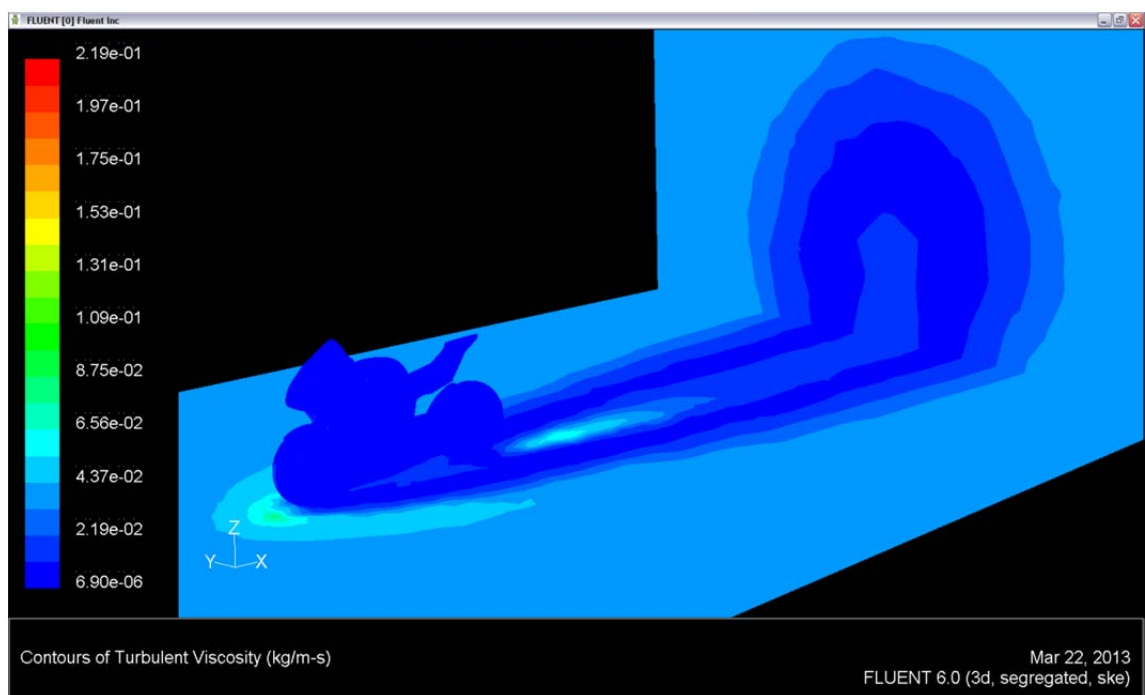 FLUENT [0] Fluent Inc
2.19e-01
1.97e-01
1.75e-01
1.53e-01
1.31e-01
1.09e-01
8.75e-02
6.56e-02
4.37e-02
2.19e-02
6.90e-06
Z
Y X
Contours of Turbulent Viscosity (kg/m-s)
Mar 22, 2013
FLUENT 6.0 (3d, segregated, ske)